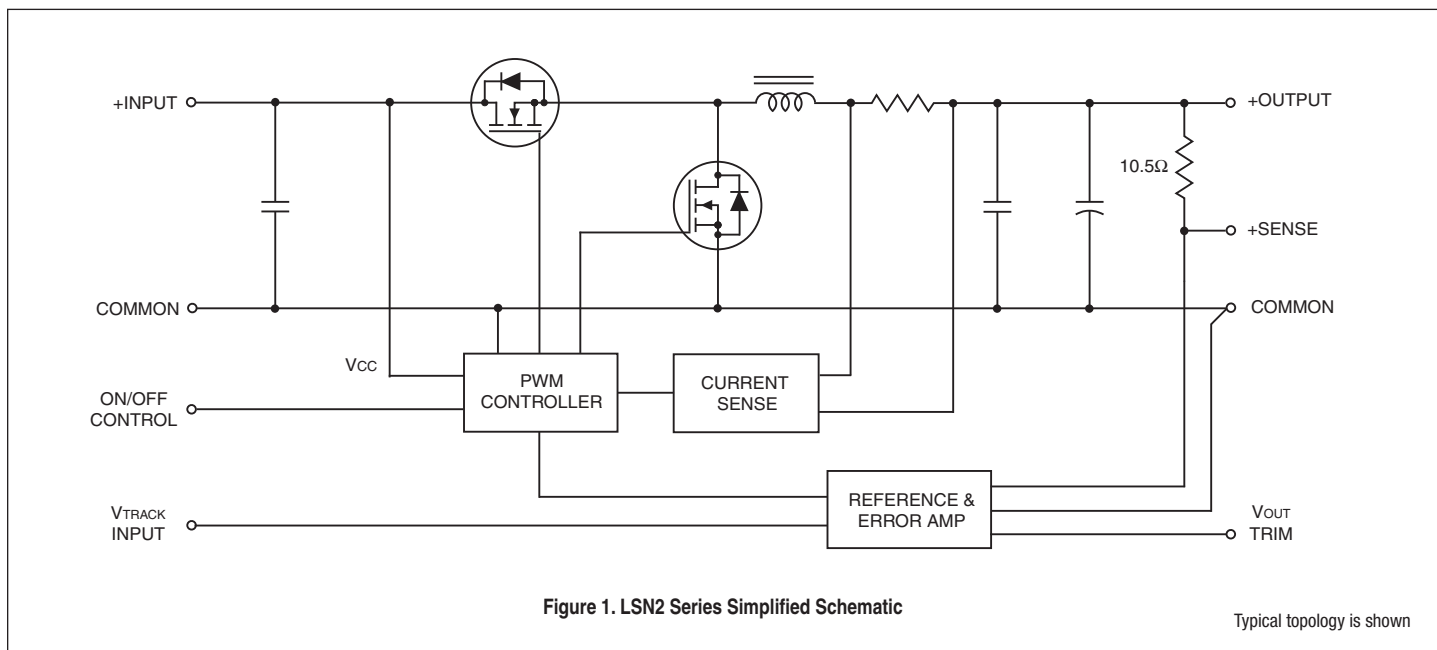 +INPUT
+OUTPUT
10.5Ω
+SENSE
COMMON
COMMON
VCC
PWM
CONTROLLER
CURRENT
SENSE
ON/OFF
CONTROL
REFERENCE &
ERROR AMP
VTRACK
INPUT
VOUT
TRIM
Figure 1. LSN2 Series Simplified Schematic
Typical topology is shown